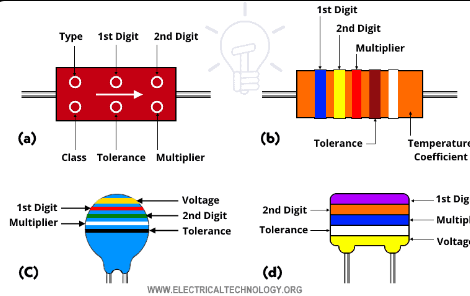 Type 1st Digit 2nd Digit
Class Tolerance Multiplier
(a)
1st Digit
2nd Digit
Multiplier
Tolerance
Temperature
Coefficient
(b)
1st Digit
Multiplier
Voltage
2nd Digit
Tolerance
(C)
2nd Digit
Tolerance
1st Dig
Multipl
Voltage
(d)
WWW.ELECTRICALTECHNOLOGY.ORG